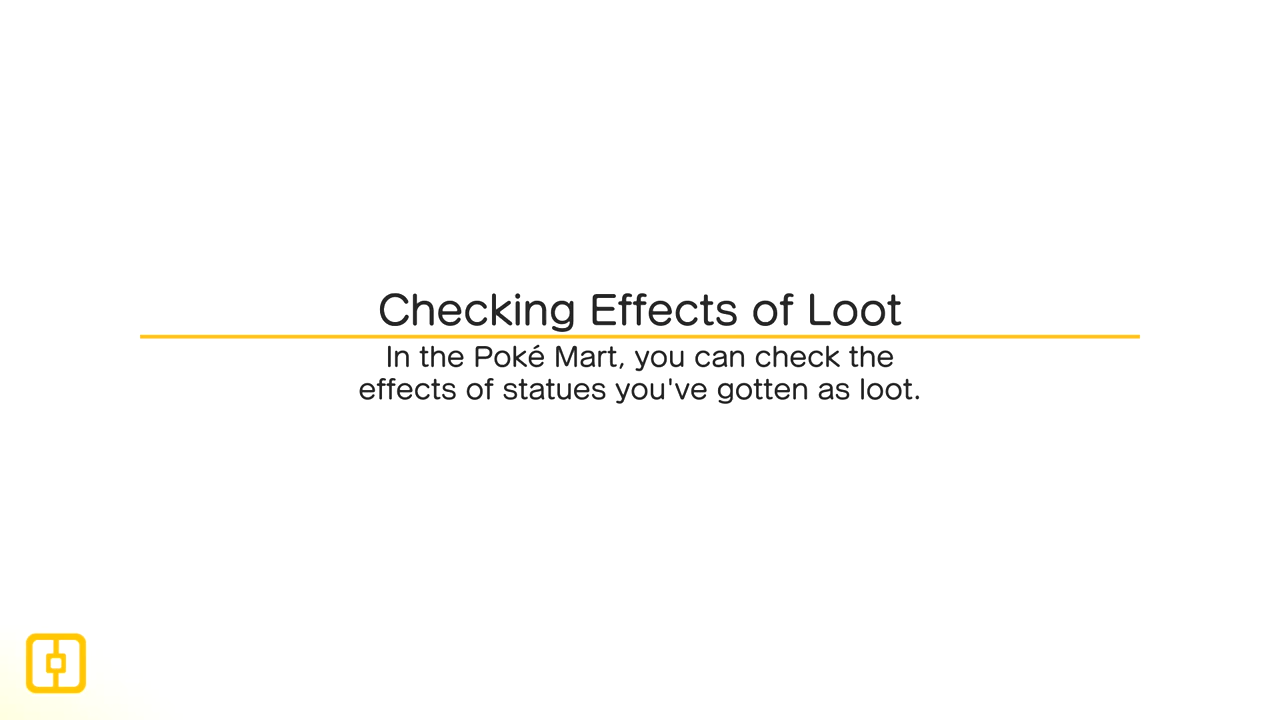 Checking Effects of Loot
In the Poké Mart, you can check the
effects of statues you've gotten as loot.